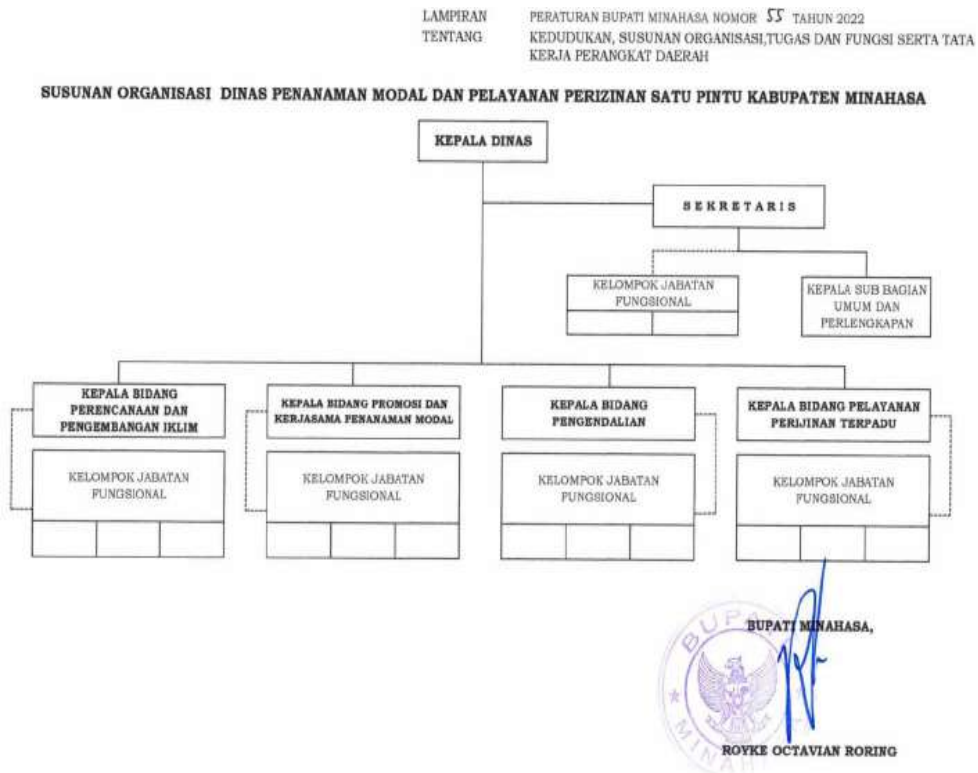 LAMPIRAN PERATURAN BUPATI MINAHASA NOMOR 55 TAHUN 2022
TENTANG KEDUDUKAN, SUSUNAN ORGANISASI,TUGAS DAN FUNGSI SERTA TATA
KERJA PERANGKAT DAERAH
SUSUNAN ORGANISASI DINAS PENANAMAN MODAL DAN PELAYANAN PERIZINAN SATU PINTU KABUPATEN MINAHASA
KEPALA DINAS
SEKRETARIS
KELOMPOK JABATAN
FUNGSIONAL
KEPALA SUB BAGIAN
UMUM DAN
PERLENGKAPAN
KEPALA BIDANG
PERENCANAAN DAN
PENGEMBANGAN IKLIM
KEPALA BIDANG PROMOSI DAN
KERJASAMA PENANAMAN MODAL
KEPALA BIDANG
PENGENDALIAN
KEPALA BIDANG PELAYANAN
PERIJINAN TERPADU
KELOMPOK JABATAN
FUNGSIONAL
KELOMPOK JABATAN
FUNGSIONAL
KELOMPOK JABATAN
FUNGSIONAL
KELOMPOK JABATAN
FUNGSIONAL
BUPATI MINAHASA,
BUPATI
MINAHASA
ROYKE OCTAVIAN RORING